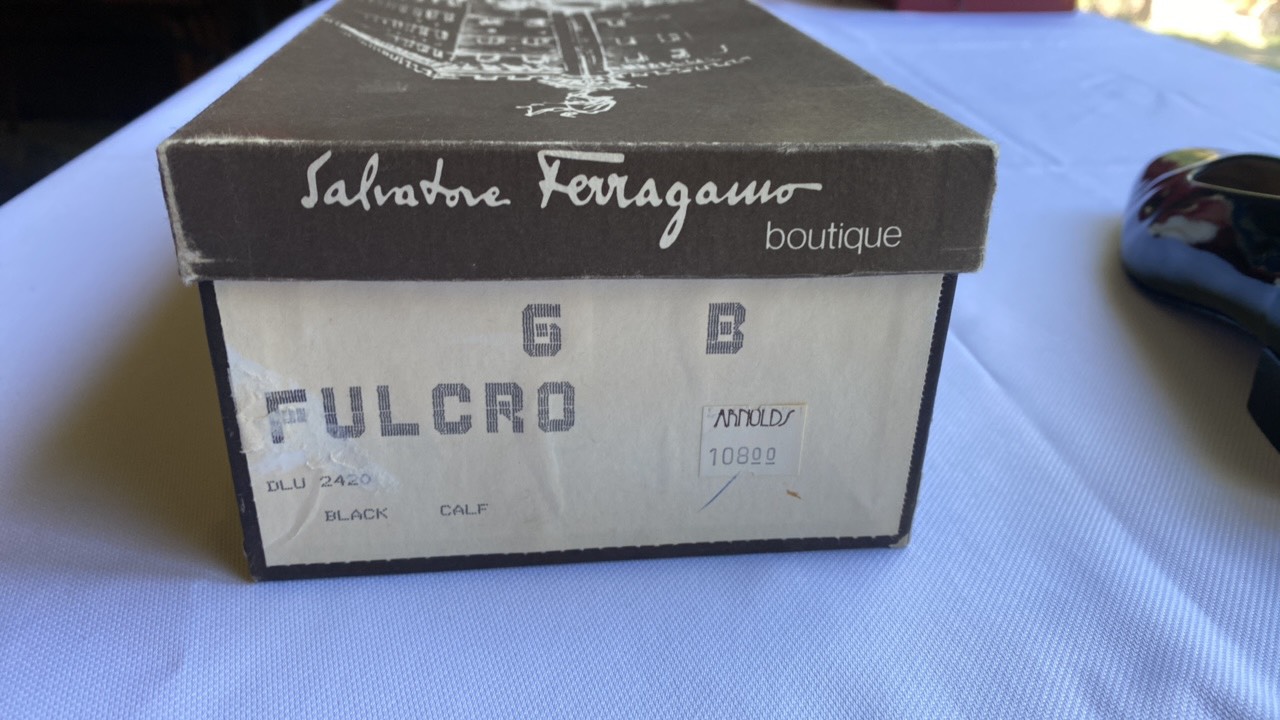 Salvatore Ferragamo
boutique
6 B
FULCRO
ARNOLDS
10800
DLU 2420
BLACK CALF